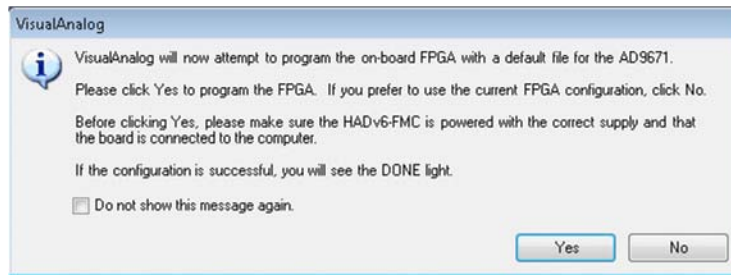 VisualAnalog
VisualAnalog will now attempt to program the on-board FPGA with a default file for the AD9671.
Please click Yes to program the FPGA. If you prefer to use the current FPGA configuration, click No.
Before clicking Yes, please make sure the HADv6-FMC is powered with the correct supply and that
the board is connected to the computer.
If the configuration is successful, you will see the DONE light.
Do not show this message again.
Yes
No